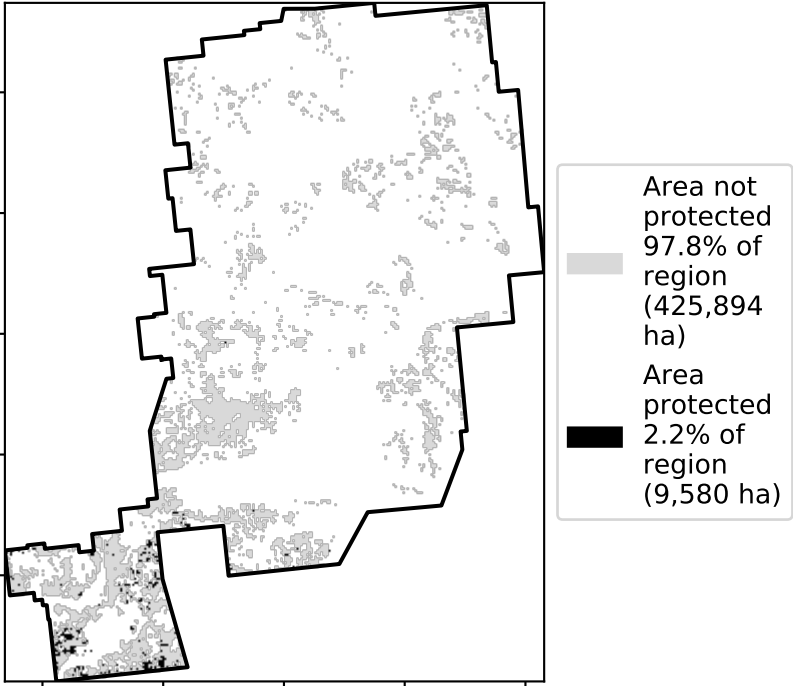 Area not
protected
97.8% of
region
(425,894
ha)
Area
protected
2.2% of
region
(9,580 ha)